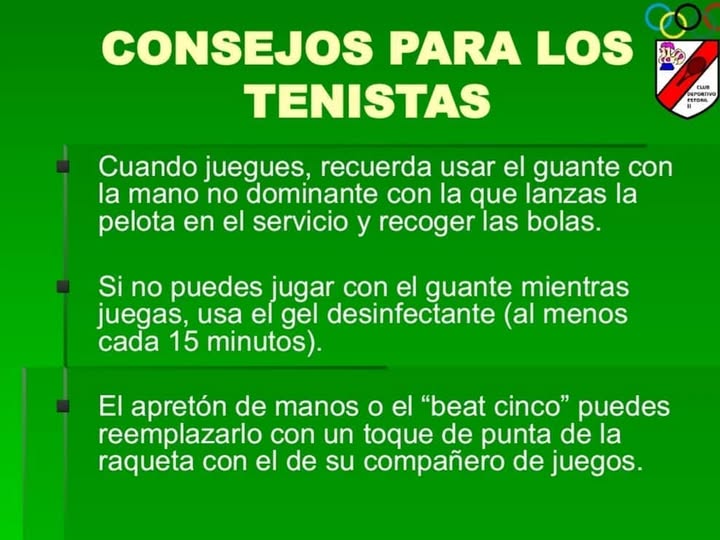 CONSEJOS PARA LOS
TENISTAS
CLUB
DEPORTIVO
II
Cuando juegues, recuerda usar el guante con
la mano no dominante con la que lanzas la
pelota en el servicio y recoger las bolas.
Si no puedes jugar con el guante mientras
juegas, usa el gel desinfectante (al menos
cada 15 minutos).
El apretón de manos o el “beat cinco” puedes
reemplazarlo con un toque de punta de la
raqueta con el de su compañero de juegos.